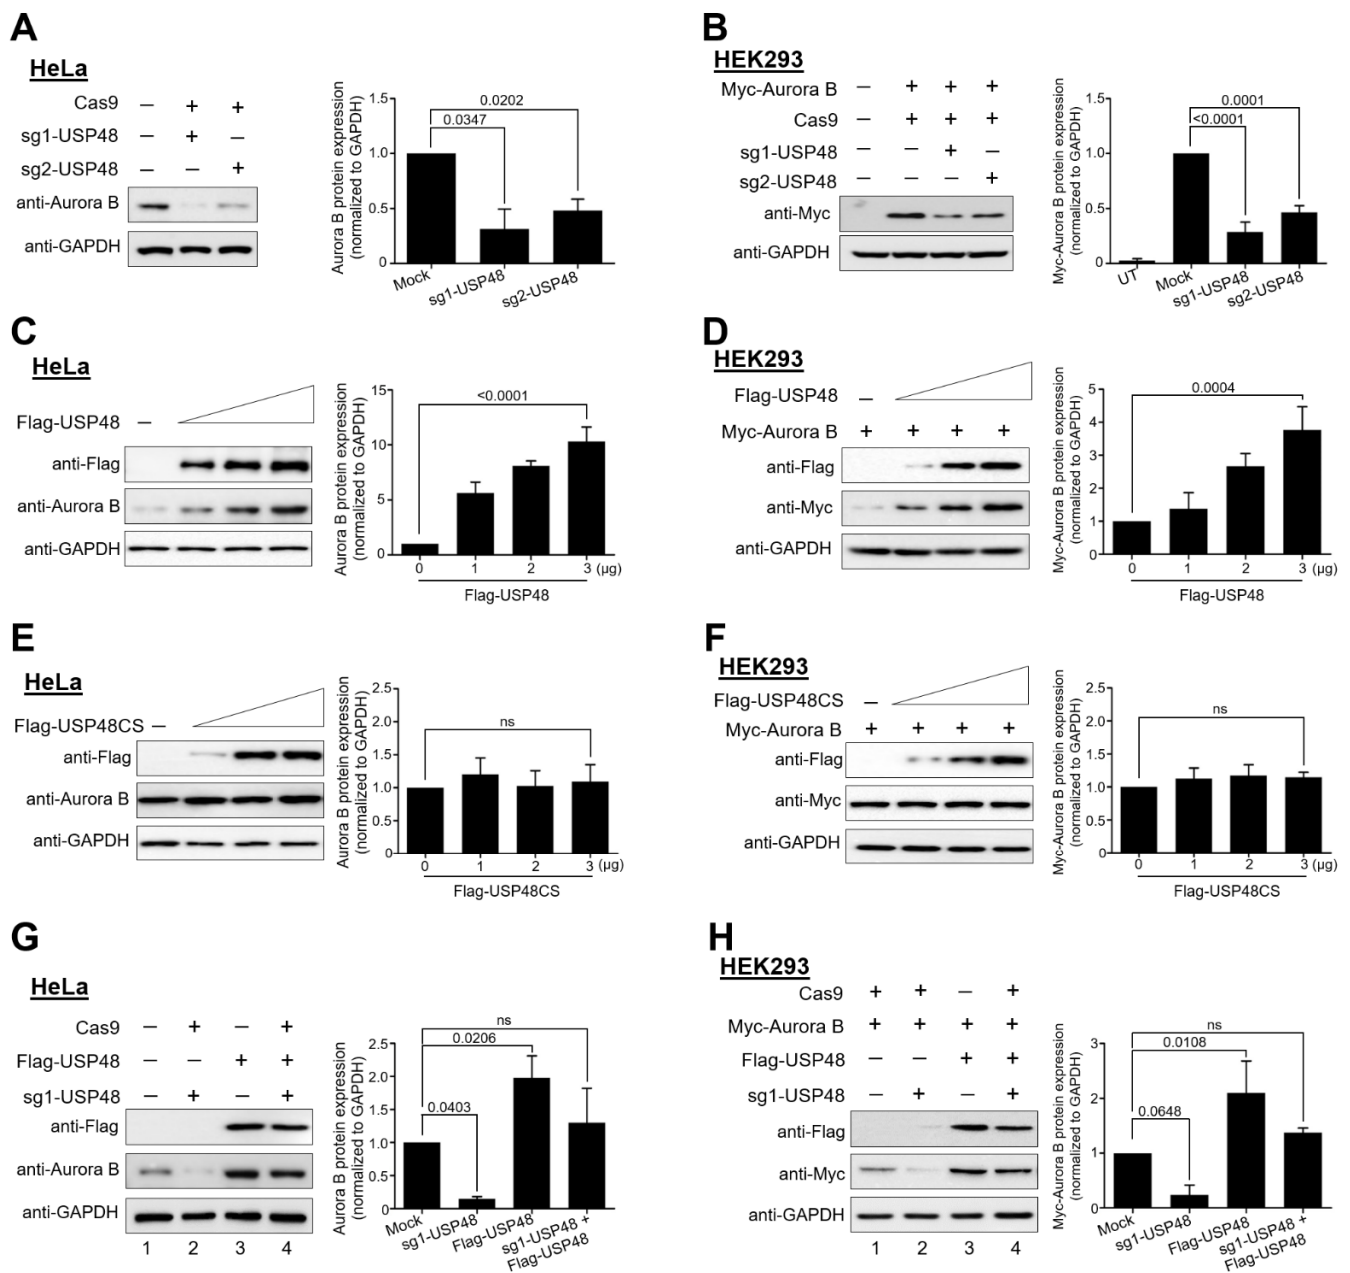 A
HeLa
Cas9 – + +
sg1-USP48 – + –
sg2-USP48 – – +
anti-Aurora B
anti-GAPDH
Aurora B protein expression
(normalized to GAPDH)
1.5
1.0
0.5
0
0.0202
0.0347
Mock
sg1-USP48
sg2-USP48
B
HEK293
Myc-Aurora B – + + +
Cas9 – + + +
sg1-USP48 – – + –
sg2-USP48 – – – +
anti-Myc
anti-GAPDH
Myc-Aurora B protein expression
(normalized to GAPDH)
1.5
1.0
0.5
0
0.0001
<0.0001
UT
Mock
sg1-USP48
sg2-USP48
C
HeLa
Flag-USP48 –
anti-Flag
anti-Aurora B
anti-GAPDH
Aurora B protein expression
(normalized to GAPDH)
15
10
5
0
<0.0001
0 1 2 3 (μg)
Flag-USP48
D
HEK293
Flag-USP48 –
Myc-Aurora B + + + +
anti-Flag
anti-Myc
anti-GAPDH
Myc-Aurora B protein expression
(normalized to GAPDH)
5
4
3
2
1
0
0.0004
0 1 2 3 (μg)
Flag-USP48
E
HeLa
Flag-USP48CS –
anti-Flag
anti-Aurora B
anti-GAPDH
Aurora B protein expression
(normalized to GAPDH)
2.5
2.0
1.5
1.0
0.5
0
ns
0 1 2 3 (μg)
Flag-USP48CS
F
HEK293
Flag-USP48CS –
Myc-Aurora B + + + +
anti-Flag
anti-Myc
anti-GAPDH
Myc-Aurora B protein expression
(normalized to GAPDH)
2.5
2.0
1.5
1.0
0.5
0
ns
0 1 2 3 (μg)
Flag-USP48CS
G
HeLa
Cas9 – + – +
Flag-USP48 – – + +
sg1-USP48 – + – +
anti-Flag
anti-Aurora B
anti-GAPDH
1 2 3 4
Aurora B protein expression
(normalized to GAPDH)
2.5
2.0
1.5
1.0
0.5
0
ns
0.0206
0.0403
Mock
sg1-USP48
Flag-USP48
sg1-USP48 +
Flag-USP48
H
HEK293
Cas9 + + – +
Myc-Aurora B + + + +
Flag-USP48 – – + +
sg1-USP48 – + – +
anti-Flag
anti-Myc
anti-GAPDH
1 2 3 4
Myc-Aurora B protein expression
(normalized to GAPDH)
3
2
1
0
ns
0.0108
0.0648
Mock
sg1-USP48
Flag-USP48
sg1-USP48 +
Flag-USP48